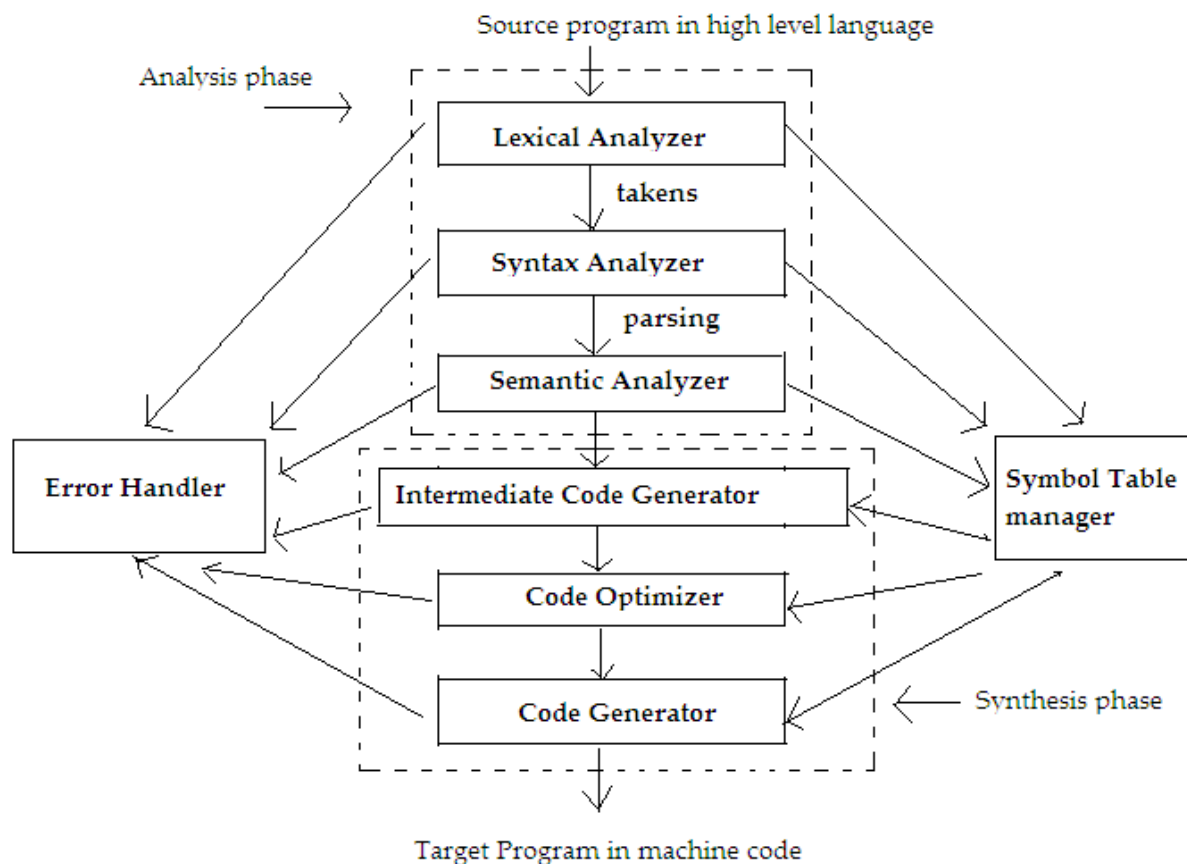 Source program in high level language
Analysis phase
Lexical Analyzer
takens
Syntax Analyzer
parsing
Semantic Analyzer
Error Handler
Intermediate Code Generator
Symbol Table
manager
Code Optimizer
Code Generator
Synthesis phase
Target Program in machine code